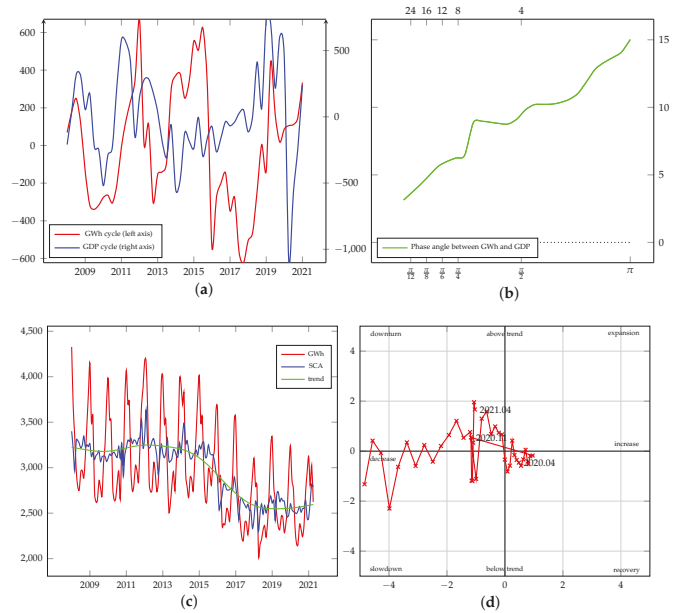 600
400
200
0
−200
−400
−600
500
0
−500
−1,000
GWh cycle (left axis)
GDP cycle (right axis)
2009 2011 2013 2015 2017 2019 2021
(a)
24 16 12 8 4
15
10
5
0
Phase angle between GWh and GDP
π/12 π/8 π/6 π/4 π/2 π
(b)
4,500
4,000
3,500
3,000
2,500
2,000
GWh
SCA
trend
2009 2011 2013 2015 2017 2019 2021
(c)
downturn above trend expansion
4
2
0
−2
−4
2021.04
2020.11
increase
decrease
2020.04
slowdown below trend recovery
−4 −2 0 2 4
(d)